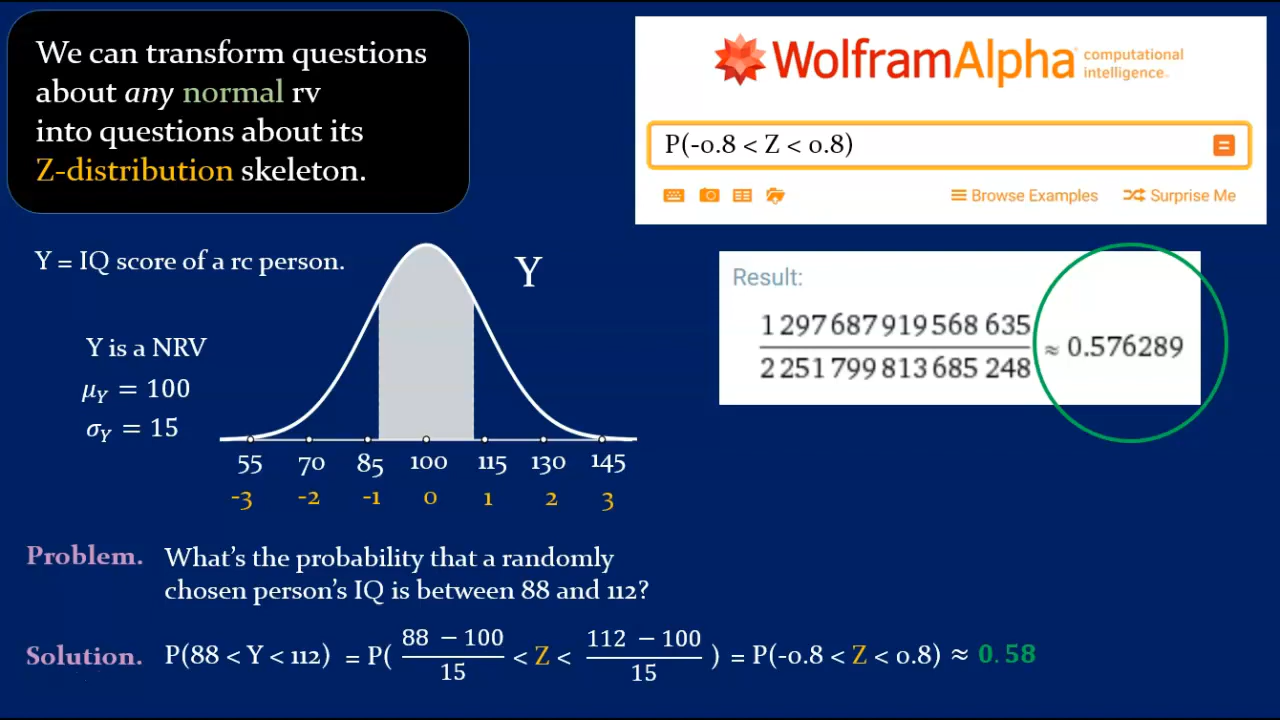 We can transform questions
about any normal rv
into questions about its
Z-distribution skeleton.
WolframAlpha computational intelligence.
P(-0.8 < Z < 0.8)
Browse Examples Surprise Me
Y = IQ score of a rc person.
Y
Y is a NRV
μ_Y = 100
σ_Y = 15
55 70 85 100 115 130 145
-3 -2 -1 0 1 2 3
Result:
1 297 687 919 568 635 / 2 251 799 813 685 248 ≈ 0.576289
Problem. What's the probability that a randomly
chosen person's IQ is between 88 and 112?
Solution. P(88 < Y < 112) = P( (88 − 100)/15 < Z < (112 − 100)/15 ) = P(-0.8 < Z < 0.8) ≈ 0.58